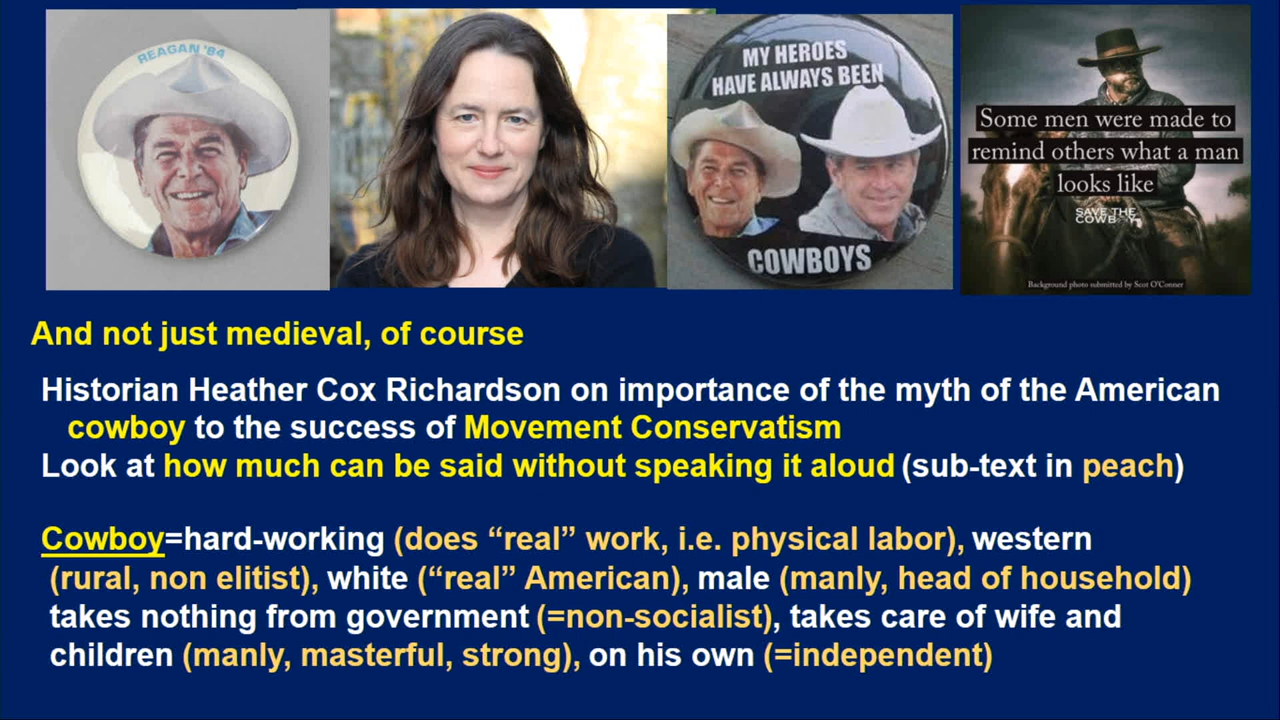 REAGAN '84
MY HEROES
HAVE ALWAYS BEEN
COWBOYS
Some men were made to
remind others what a man
looks like
SAVE THE
COWBOY
Background photo submitted by Scot O'Conner
And not just medieval, of course
Historian Heather Cox Richardson on importance of the myth of the American
cowboy to the success of Movement Conservatism
Look at how much can be said without speaking it aloud (sub-text in peach)
Cowboy=hard-working (does “real” work, i.e. physical labor), western
(rural, non elitist), white (“real” American), male (manly, head of household)
takes nothing from government (=non-socialist), takes care of wife and
children (manly, masterful, strong), on his own (=independent)